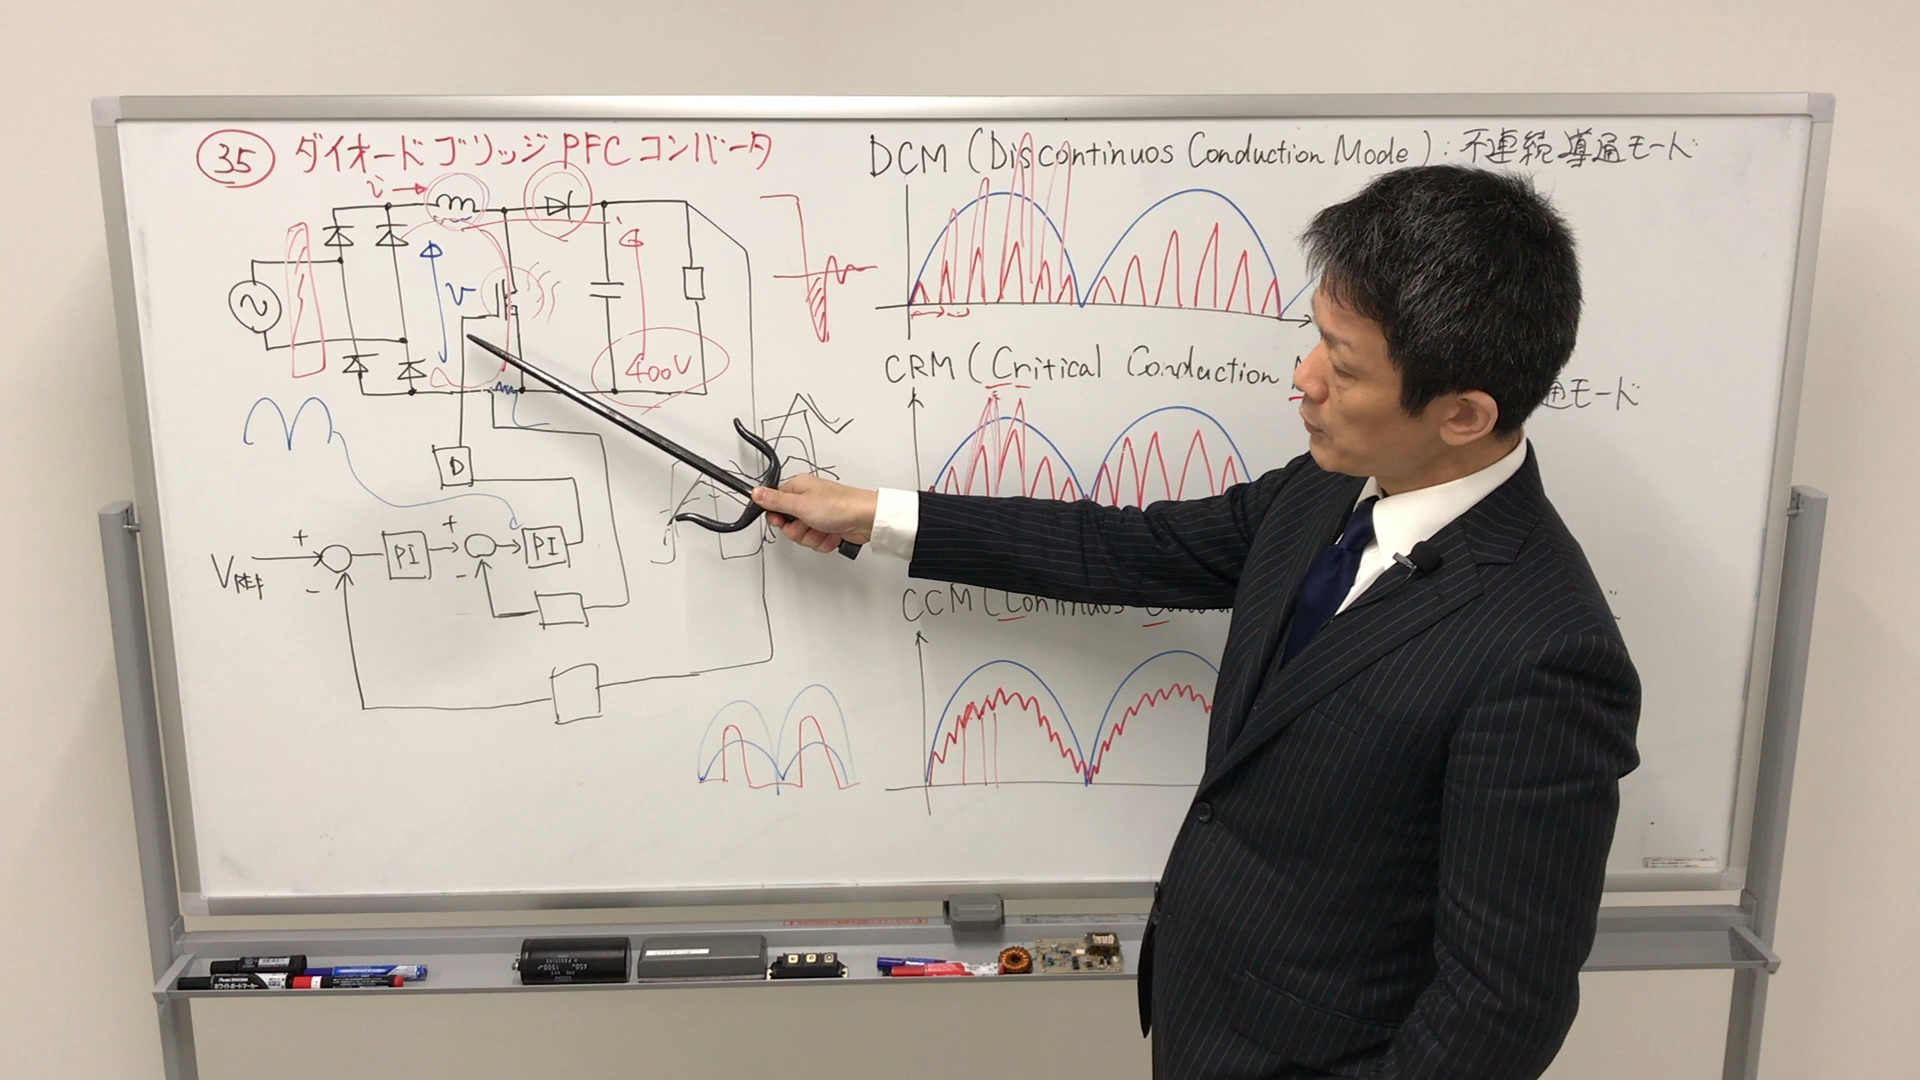 35 ダイオードブリッジPFCコンバータ
i
v
400V
D
+
-
+
-
VREF
PI
PI
DCM (Discontinuos Conduction Mode) : 不連続導通モード
CRM (Critical Conduction
通モード
CCM (Continuos